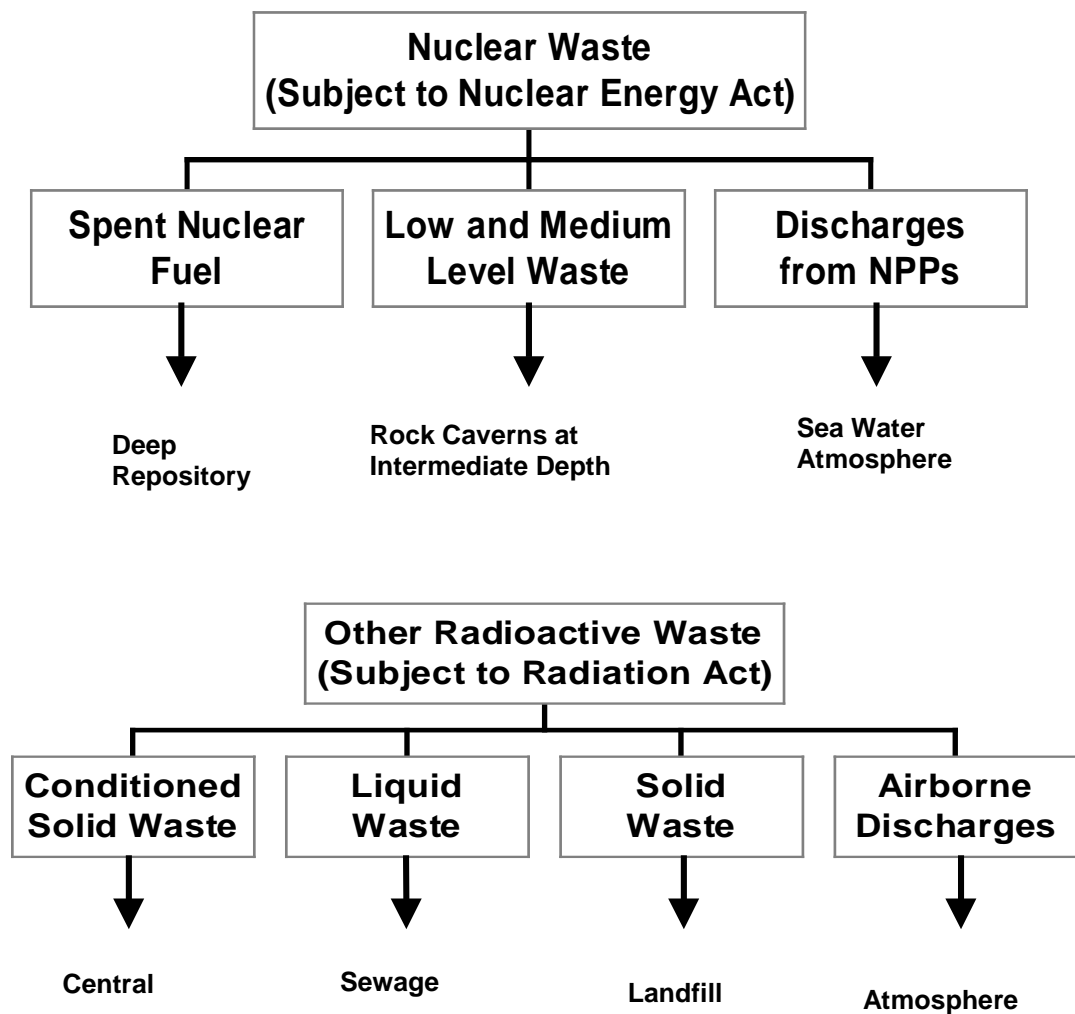 Nuclear Waste
(Subject to Nuclear Energy Act)
Spent Nuclear
Fuel
Low and Medium
Level Waste
Discharges
from NPPs
Deep
Repository
Rock Caverns at
Intermediate Depth
Sea Water
Atmosphere
Other Radioactive Waste
(Subject to Radiation Act)
Conditioned
Solid Waste
Liquid
Waste
Solid
Waste
Airborne
Discharges
Central
Sewage
Landfill
Atmosphere